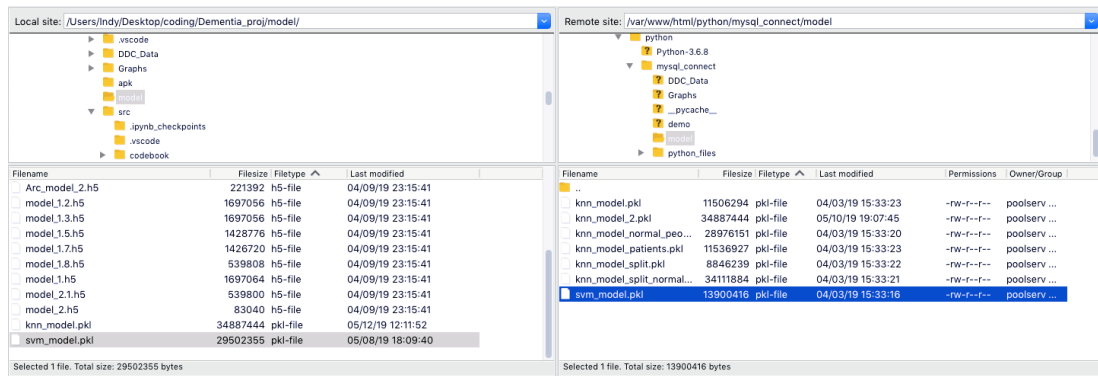 Local site: /Users/Indy/Desktop/coding/Dementia_proj/model/
.vscode
DDC_Data
Graphs
apk
model
src
.ipynb_checkpoints
.vscode
codebook
Filename Filesize Filetype Last modified
Arc_model_2.h5 221392 h5-file 04/09/19 23:15:41
model_1.2.h5 1697056 h5-file 04/09/19 23:15:41
model_1.3.h5 1697056 h5-file 04/09/19 23:15:41
model_1.5.h5 1428776 h5-file 04/09/19 23:15:41
model_1.7.h5 1426720 h5-file 04/09/19 23:15:41
model_1.8.h5 539808 h5-file 04/09/19 23:15:41
model_1.h5 1697064 h5-file 04/09/19 23:15:41
model_2.1.h5 539800 h5-file 04/09/19 23:15:41
model_2.h5 83040 h5-file 04/09/19 23:15:41
knn_model.pkl 34887444 pkl-file 05/12/19 12:11:52
svm_model.pkl 29502355 pkl-file 05/08/19 18:09:40
Selected 1 file. Total size: 29502355 bytes
Remote site: /var/www/html/python/mysql_connect/model
python
? Python-3.6.8
mysql_connect
? DDC_Data
? Graphs
? __pycache__
? demo
model
python_files
Filename Filesize Filetype Last modified Permissions Owner/Group
..
knn_model.pkl 11506294 pkl-file 04/03/19 15:33:23 -rw-r--r-- poolserv ...
knn_model_2.pkl 34887444 pkl-file 05/10/19 19:07:45 -rw-r--r-- poolserv ...
knn_model_normal_peo... 28976151 pkl-file 04/03/19 15:33:20 -rw-r--r-- poolserv ...
knn_model_patients.pkl 11536927 pkl-file 04/03/19 15:33:23 -rw-r--r-- poolserv ...
knn_model_split.pkl 8846239 pkl-file 04/03/19 15:33:22 -rw-r--r-- poolserv ...
knn_model_split_normal... 34111884 pkl-file 04/03/19 15:33:21 -rw-r--r-- poolserv ...
svm_model.pkl 13900416 pkl-file 04/03/19 15:33:16 -rw-r--r-- poolserv ...
Selected 1 file. Total size: 13900416 bytes